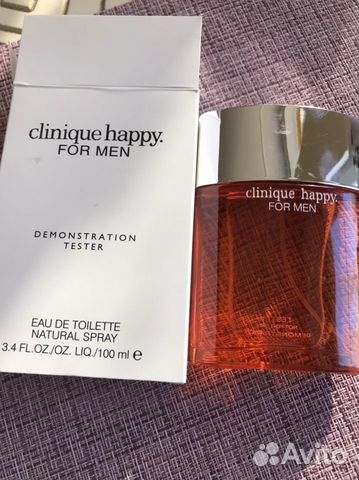 clinique happy.
FOR MEN
DEMONSTRATION
TESTER
EAU DE TOILETTE
NATURAL SPRAY
3.4 FL.OZ./OZ. LIQ./100 ml e
clinique happy.
FOR MEN
Avito